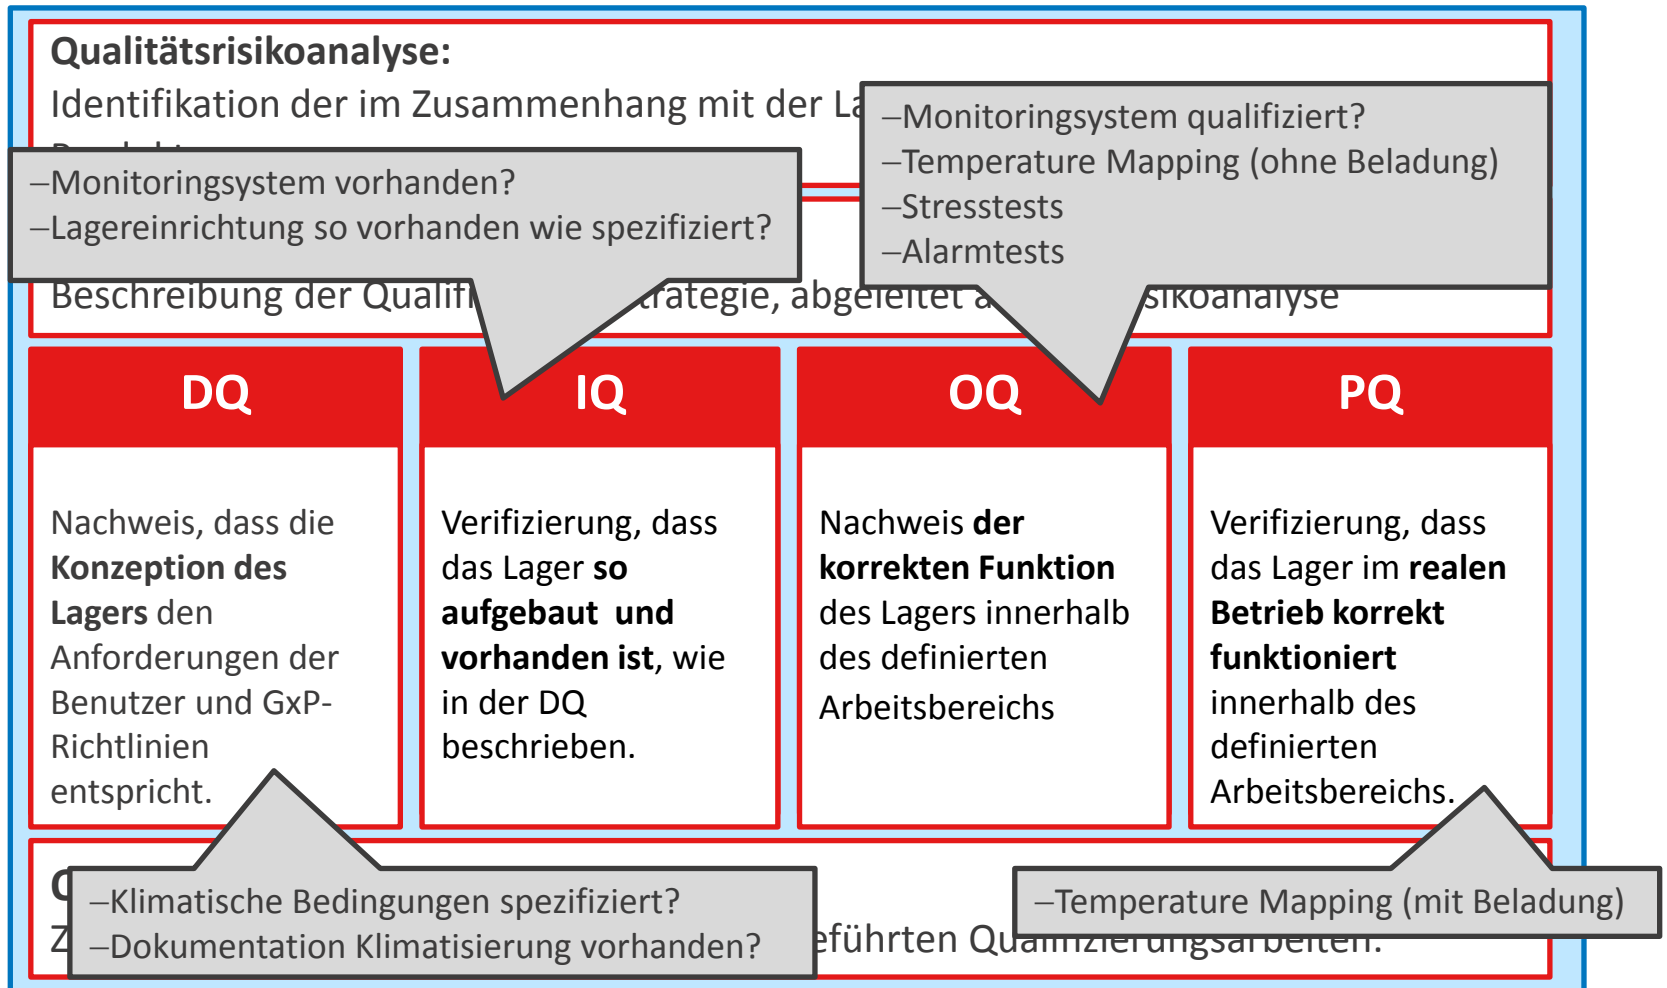 Qualitätsrisikoanalyse:
Identifikation der im Zusammenhang mit der
–Monitoringsystem qualifiziert?
–Temperature Mapping (ohne Beladung)
–Stresstests
–Alarmtests
–Monitoringsystem vorhanden?
–Lagereinrichtung so vorhanden wie spezifiziert?
Beschreibung der abgeleitet
DQ
IQ
OQ
PQ
Nachweis, dass die
Konzeption des
Lagers den
Anforderungen der
Benutzer und GxP-
Richtlinien
entspricht.
Verifizierung, dass
das Lager so
aufgebaut und
vorhanden ist, wie
in der DQ
beschrieben.
Nachweis der
korrekten Funktion
des Lagers innerhalb
des definierten
Arbeitsbereichs
Verifizierung, dass
das Lager im realen
Betrieb korrekt
funktioniert
innerhalb des
definierten
Arbeitsbereichs.
–Klimatische Bedingungen spezifiziert?
–Dokumentation Klimatisierung vorhanden?
–Temperature Mapping (mit Beladung)
Qualifizierungsarbeiten.